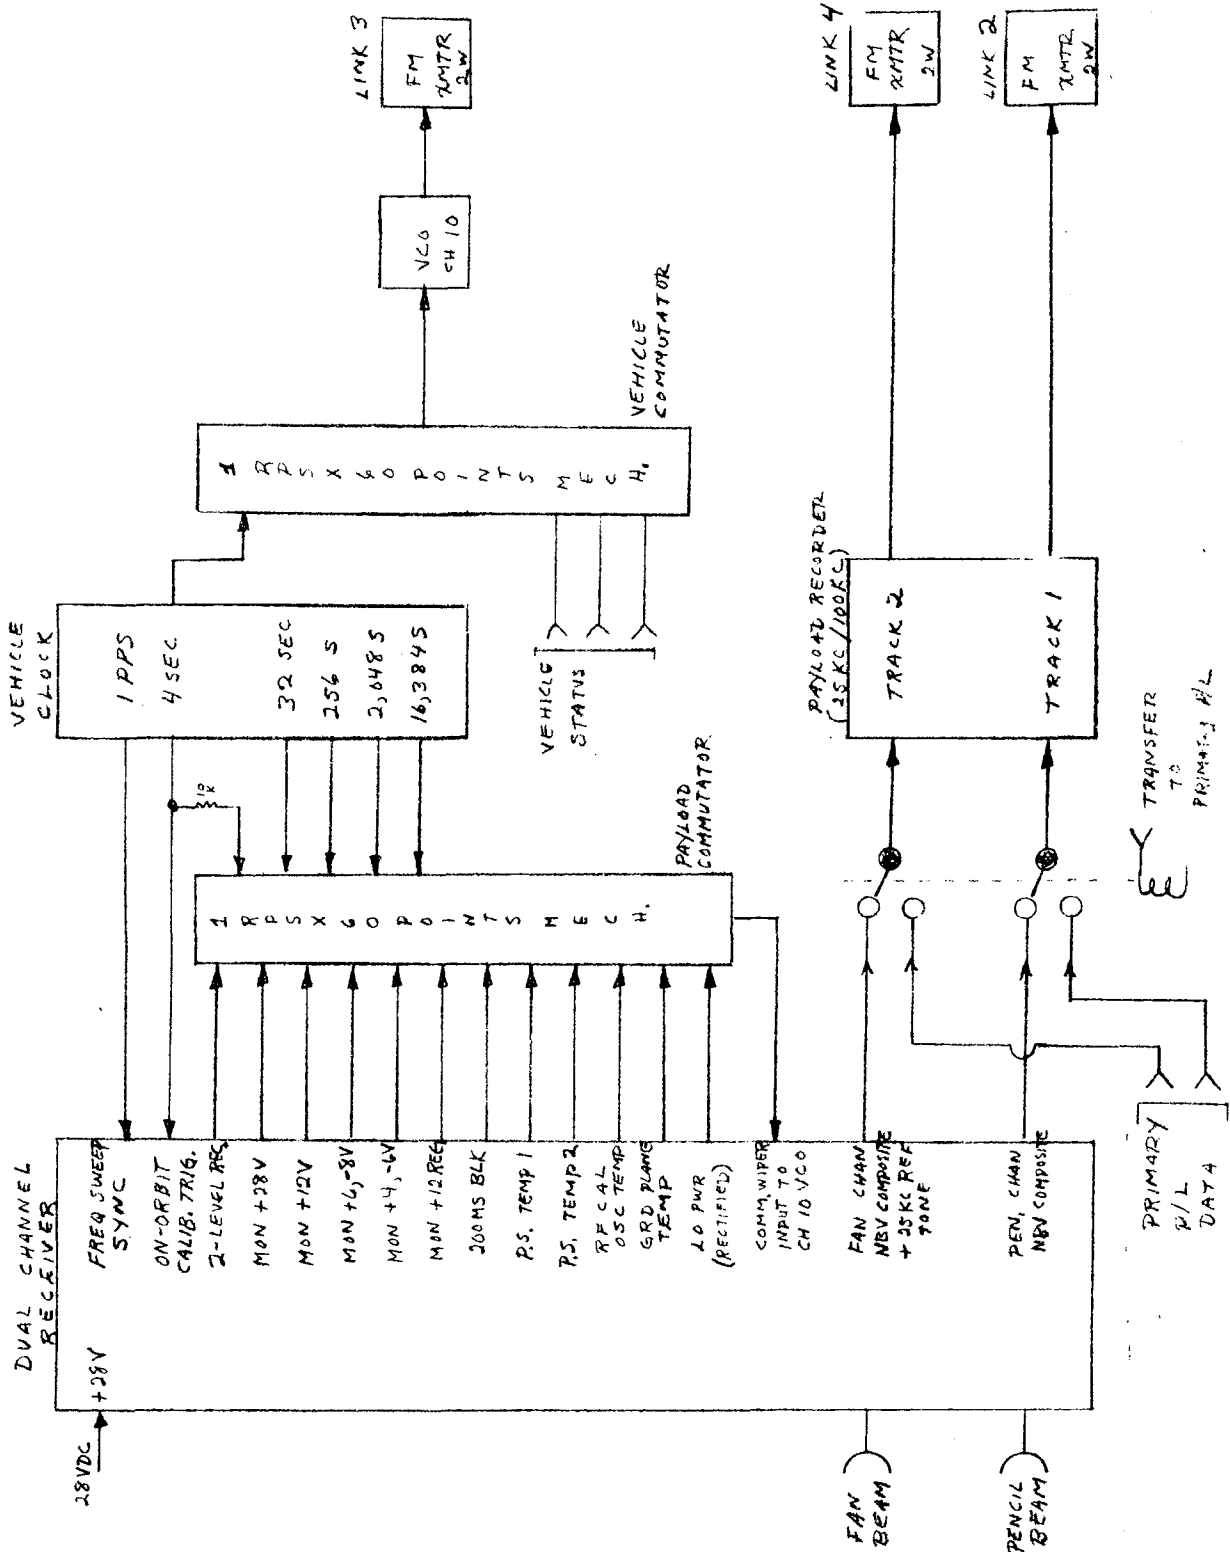 DUAL CHANNEL
RECEIVER
28VDC
+28V
FREQ SWEEP
SYNC
ON-ORBIT
CALIB. TRIG.
2-LEVEL REG
MON +28V
MON +12V
MON +6,-8V
MON +4,-6V
MON +12REG
200MS BLK
P.S. TEMP 1
P.S. TEMP 2
RF CAL
OSC TEMP
GRD PLANE
TEMP
LO PWR
(RECTIFIED)
COMM. WIPER
INPUT TO
CH 10 VCO
FAN CHAN
NBV COMPOSITE
+ 25KC REF
TONE
PEN. CHAN
NBV COMPOSITE
FAN
BEAM
PENCIL
BEAM
VEHICLE
CLOCK
1 PPS
4 SEC
32 SEC
256 S
2,048 S
16,384 S
10
K
1 RPS X 60 POINTS MECH.
PAYLOAD
COMMUTATOR
VEHICLE
STATUS
1 RPS X 60 POINTS MECH.
VEHICLE
COMMUTATOR
VCO
CH 10
LINK 3
FM
XMTR
2W
PRIMARY
P/L
DATA
TRANSFER
TO
PRIMARY P/L
PAYLOAD RECORDER
(25KC/100KC)
TRACK 2
TRACK 1
LINK 4
FM
XMTR
2W
LINK 2
FM
XMTR
2W